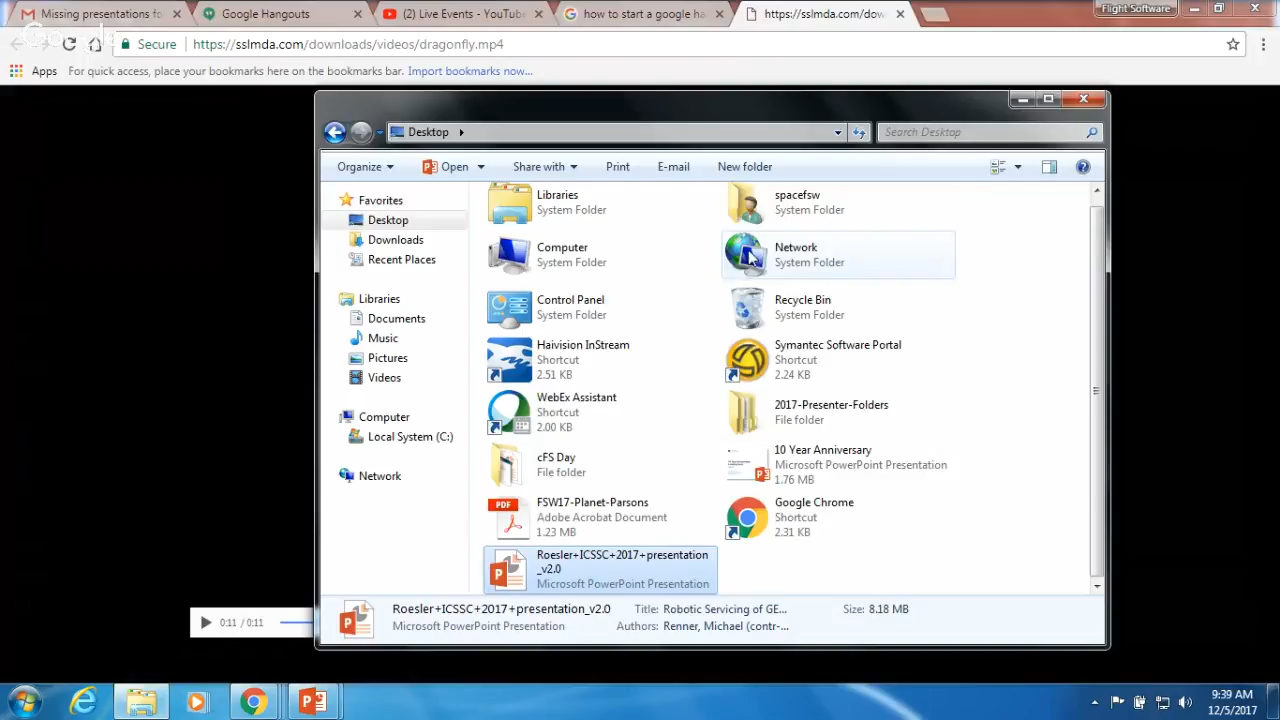 Missing presentations fo
Google Hangouts
(2) Live Events - YouTube
how to start a google ha
https://sslmda.com/dow
Flight Software
Secure
https://sslmda.com/downloads/videos/dragonfly.mp4
Apps
For quick access, place your bookmarks here on the bookmarks bar.
Import bookmarks now...
Desktop
Search Desktop
Organize
Open
Share with
Print
E-mail
New folder
Favorites
Desktop
Downloads
Recent Places
Libraries
Documents
Music
Pictures
Videos
Computer
Local System (C:)
Network
Libraries
System Folder
spacefsw
System Folder
Computer
System Folder
Network
System Folder
Control Panel
System Folder
Recycle Bin
System Folder
Haivision InStream
Shortcut
2.51 KB
Symantec Software Portal
Shortcut
2.24 KB
WebEx Assistant
Shortcut
2.00 KB
2017-Presenter-Folders
File folder
cFS Day
File folder
10 Year Anniversary
Microsoft PowerPoint Presentation
1.76 MB
FSW17-Planet-Parsons
Adobe Acrobat Document
1.23 MB
PDF
Google Chrome
Shortcut
2.31 KB
Roesler+ICSSC+2017+presentation
_v2.0
Microsoft PowerPoint Presentation
Roesler+ICSSC+2017+presentation_v2.0
Microsoft PowerPoint Presentation
Title: Robotic Servicing of GE...
Authors: Renner, Michael (contr-...
Size: 8.18 MB
0:11 / 0:11
9:39 AM
12/5/2017